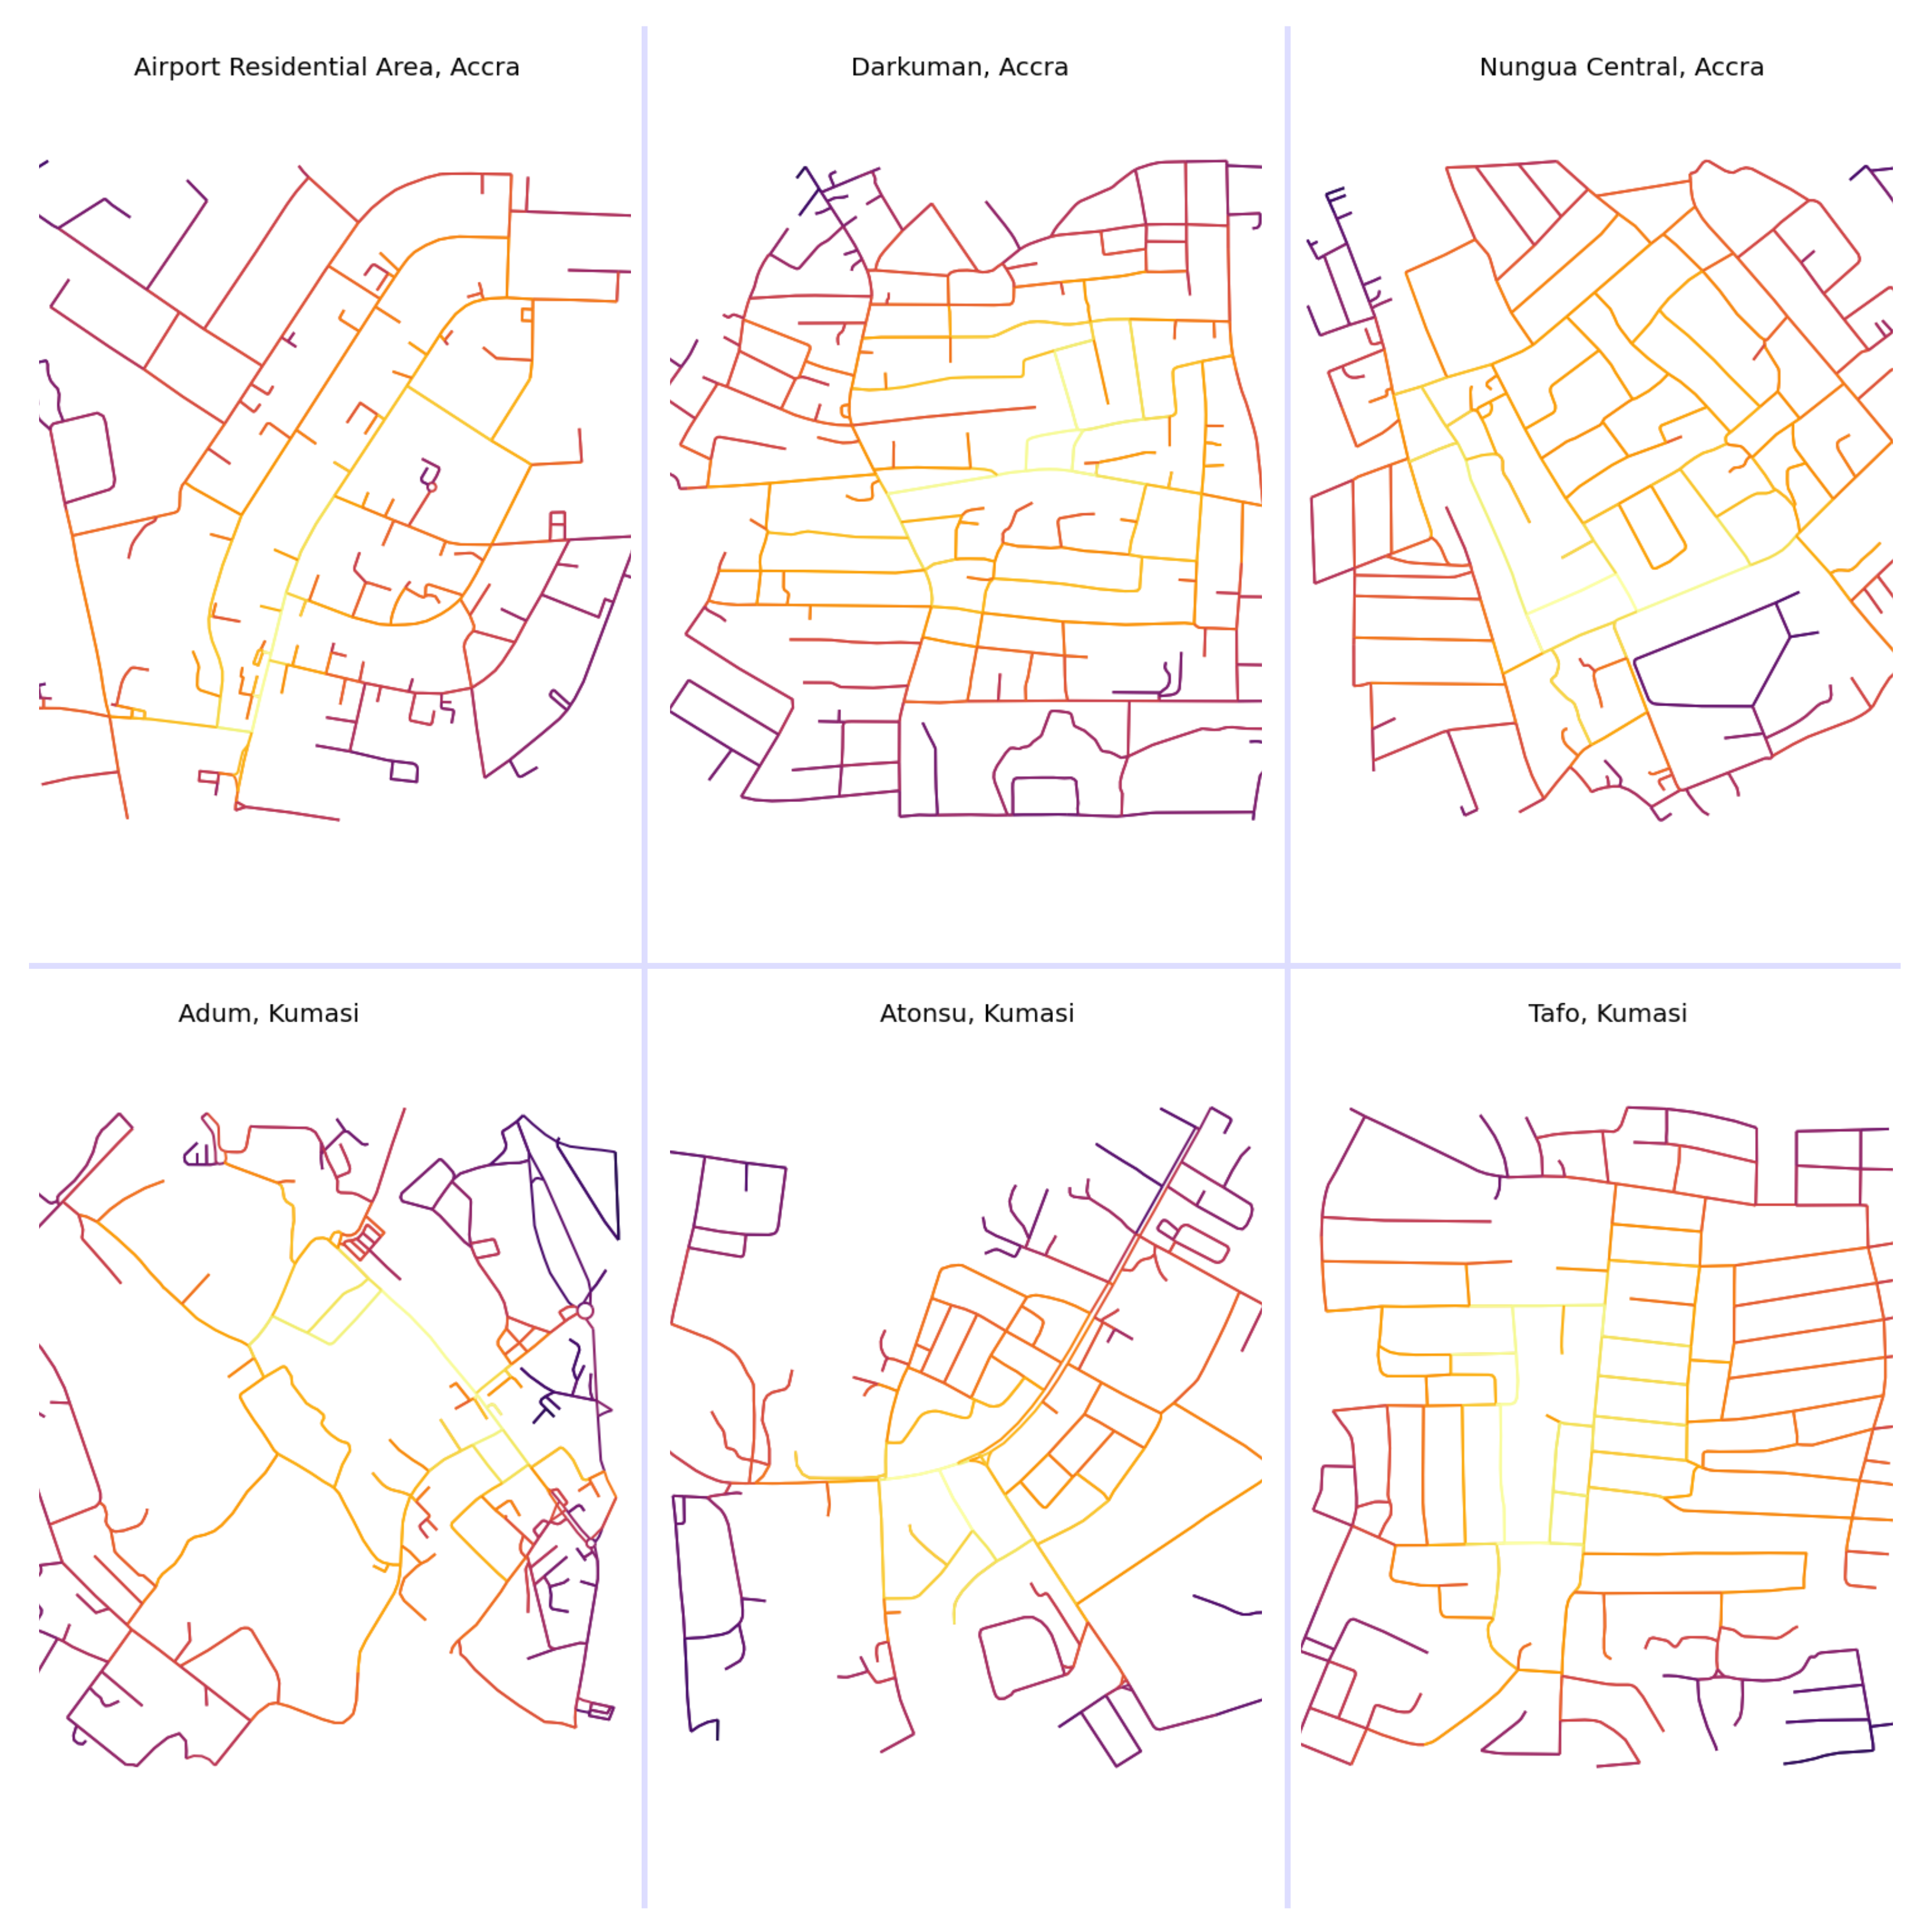 Airport Residential Area, Accra
Darkuman, Accra
Nungua Central, Accra
Adum, Kumasi
Atonsu, Kumasi
Tafo, Kumasi